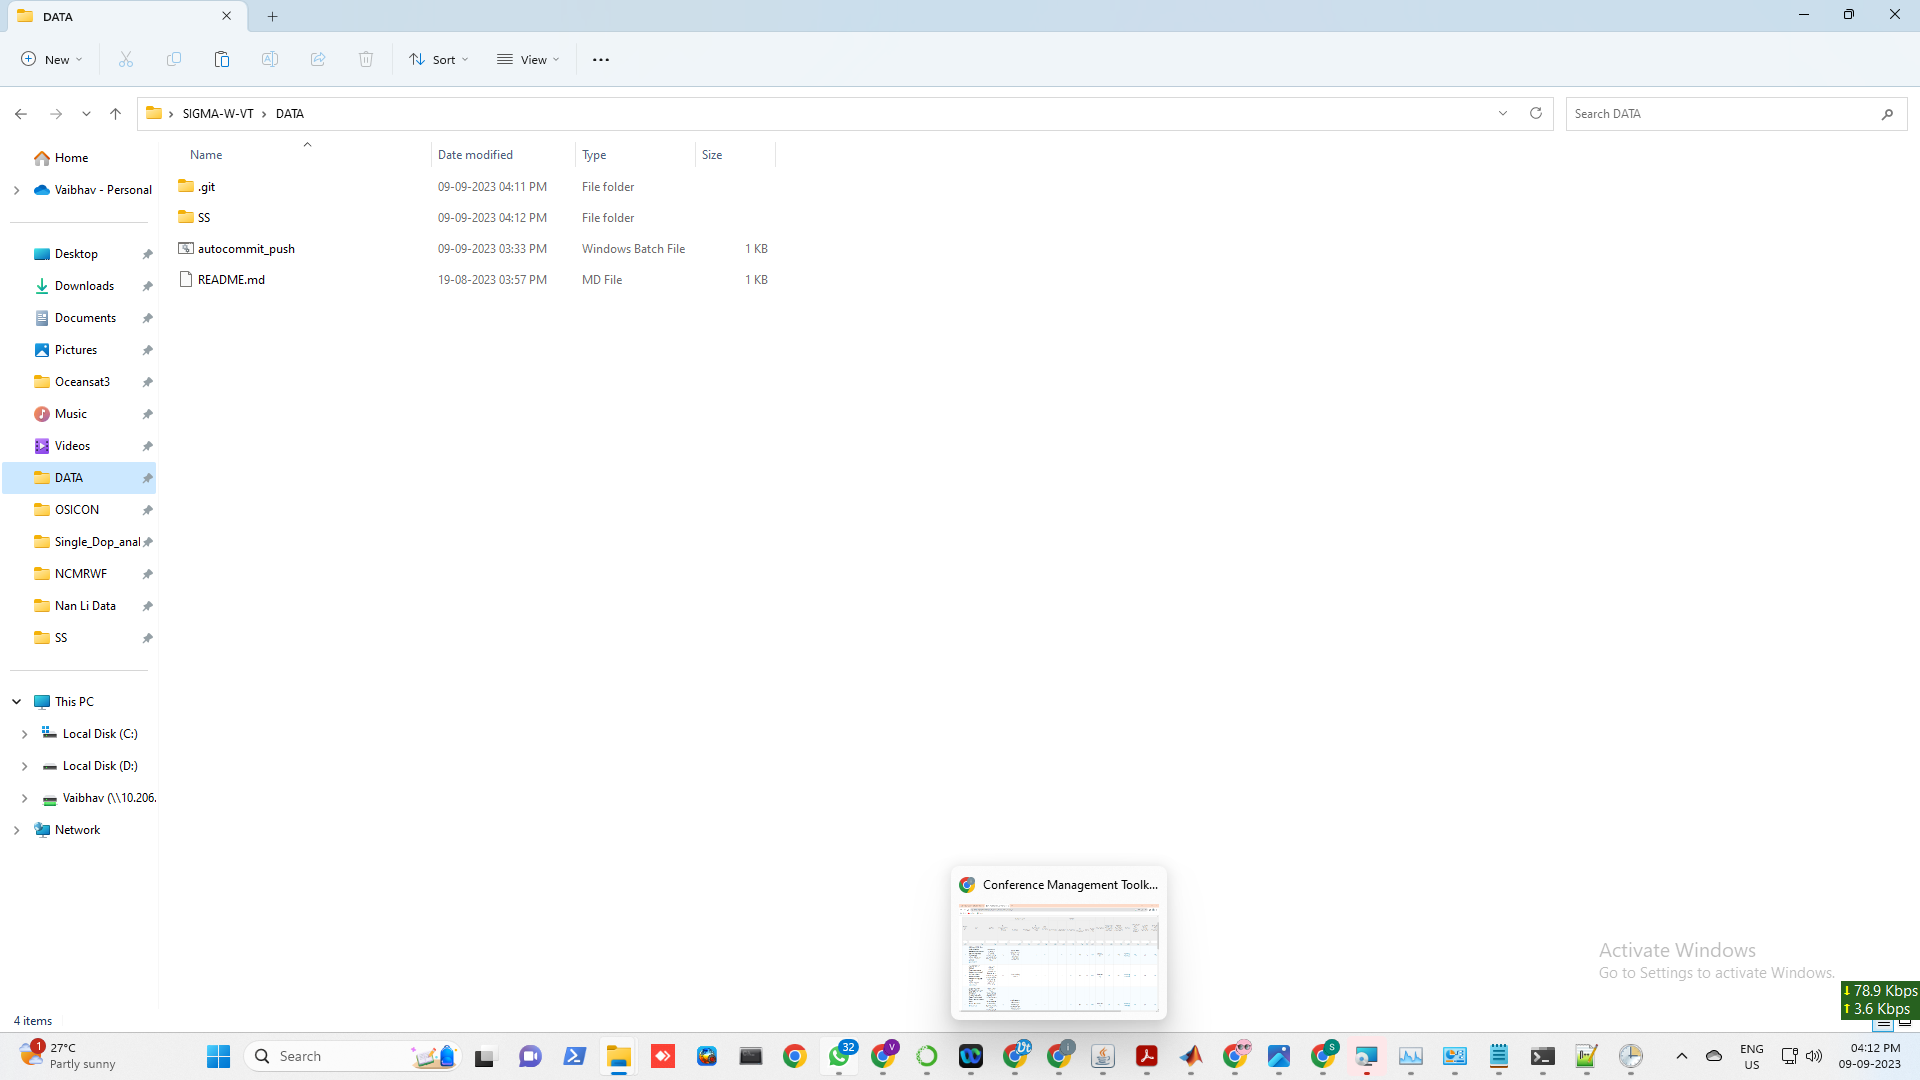 DATA
New
Sort
View
SIGMA-W-VT
DATA
Search DATA
Name
Date modified
Type
Size
Home
Vaibhav - Personal
.git
09-09-2023 04:11 PM
File folder
SS
09-09-2023 04:12 PM
File folder
autocommit_push
09-09-2023 03:33 PM
Windows Batch File
1 KB
README.md
19-08-2023 03:57 PM
MD File
1 KB
Desktop
Downloads
Documents
Pictures
Oceansat3
Music
Videos
DATA
OSICON
Single_Dop_anal
NCMRWF
Nan Li Data
SS
This PC
Local Disk (C:)
Local Disk (D:)
Vaibhav (\\10.206.
Network
Conference Management Toolk...
Activate Windows
Go to Settings to activate Windows.
78.9 Kbps
3.6 Kbps
4 items
1
27°C
Partly sunny
Search
32
V
Vt
i
S
ENG
US
04:12 PM
09-09-2023